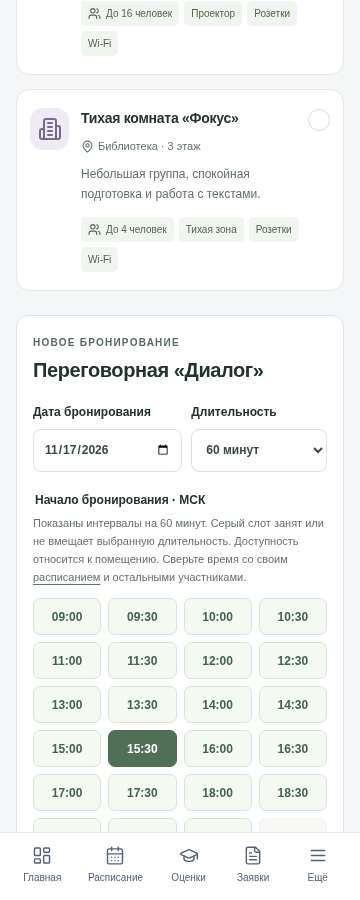 До 16 человек Проектор Розетки
Wi-Fi
Тихая комната «Фокус»
Библиотека · 3 этаж
Небольшая группа, спокойная
подготовка и работа с текстами.
До 4 человек Тихая зона Розетки
Wi-Fi
НОВОЕ БРОНИРОВАНИЕ
Переговорная «Диалог»
Дата бронирования Длительность
11/17/2026 60 минут
Начало бронирования · МСК
Показаны интервалы на 60 минут. Серый слот занят или
не вмещает выбранную длительность. Доступность
относится к помещению. Сверьте время со своим
расписанием и остальными участниками.
09:00 09:30 10:00 10:30
11:00 11:30 12:00 12:30
13:00 13:30 14:00 14:30
15:00 15:30 16:00 16:30
17:00 17:30 18:00 18:30
Главная Расписание Оценки Заявки Ещё